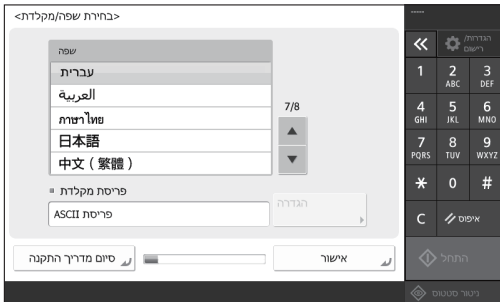 <בחירת שפה/מקלדת>
שפה
עברית
العربية
ภาษาไทย
日本語
中文 ( 繁體 )
7/8
פריסת מקלדת
פריסת ASCII
הגדרה
סיום מדריך התקנה
אישור
הגדרות/
רישום
1
2
ABC
3
DEF
4
GHI
5
JKL
6
MNO
7
PQRS
8
TUV
9
WXYZ
*
0
#
C
איפוס
התחל
ניטור סטטוס